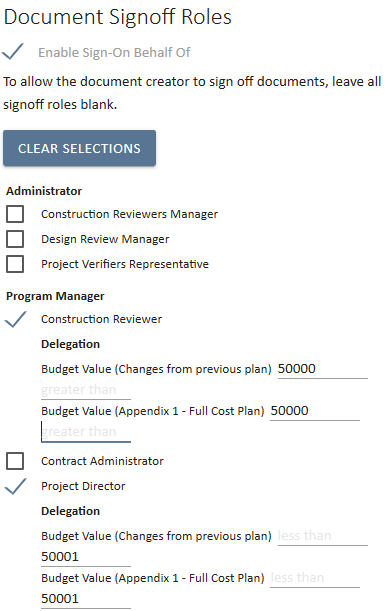 Document Signoff Roles
Enable Sign-On Behalf Of
To allow the document creator to sign off documents, leave all
signoff roles blank.
CLEAR SELECTIONS
Administrator
Construction Reviewers Manager
Design Review Manager
Project Verifiers Representative
Program Manager
Construction Reviewer
Delegation
Budget Value (Changes from previous plan) 50000
greater than
Budget Value (Appendix 1 - Full Cost Plan) 50000
greater than
Contract Administrator
Project Director
Delegation
Budget Value (Changes from previous plan) less than
50001
Budget Value (Appendix 1 - Full Cost Plan) less than
50001